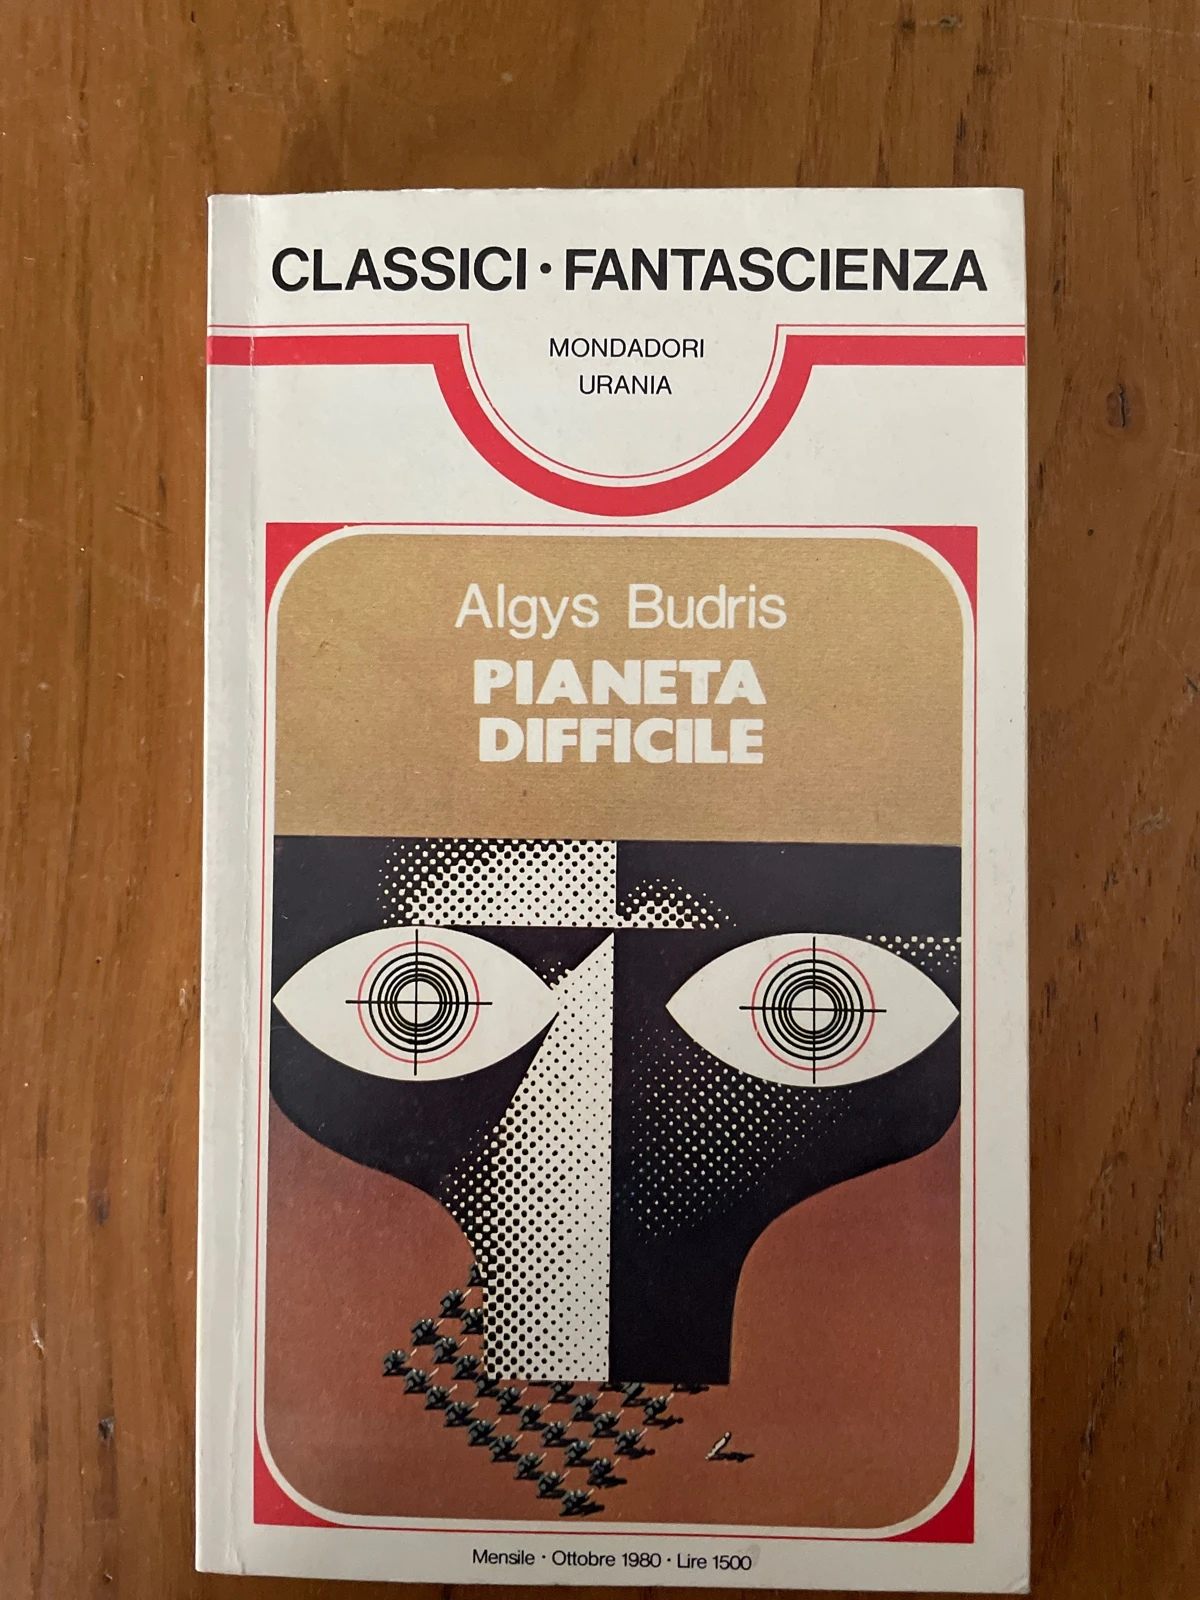 CLASSICI • FANTASCIENZA
MONDADORI
URANIA
Algys Budris
PIANETA
DIFFICILE
Mensile • Ottobre 1980 • Lire 1500